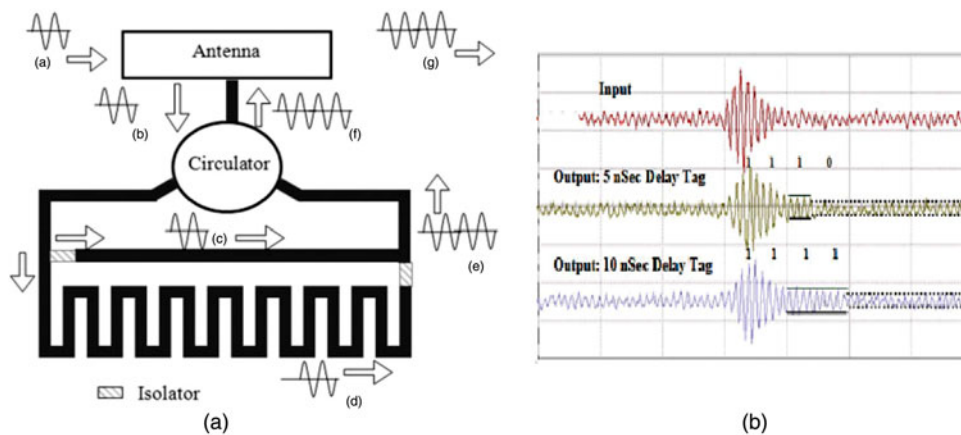 (a)
Antenna
(g)
(b)
(f)
Circulator
(c)
(e)
(d)
Isolator
(a)
Input
1 1 1 0
Output: 5 nSec Delay Tag
1 1 1 1
Output: 10 nSec Delay Tag
(b)